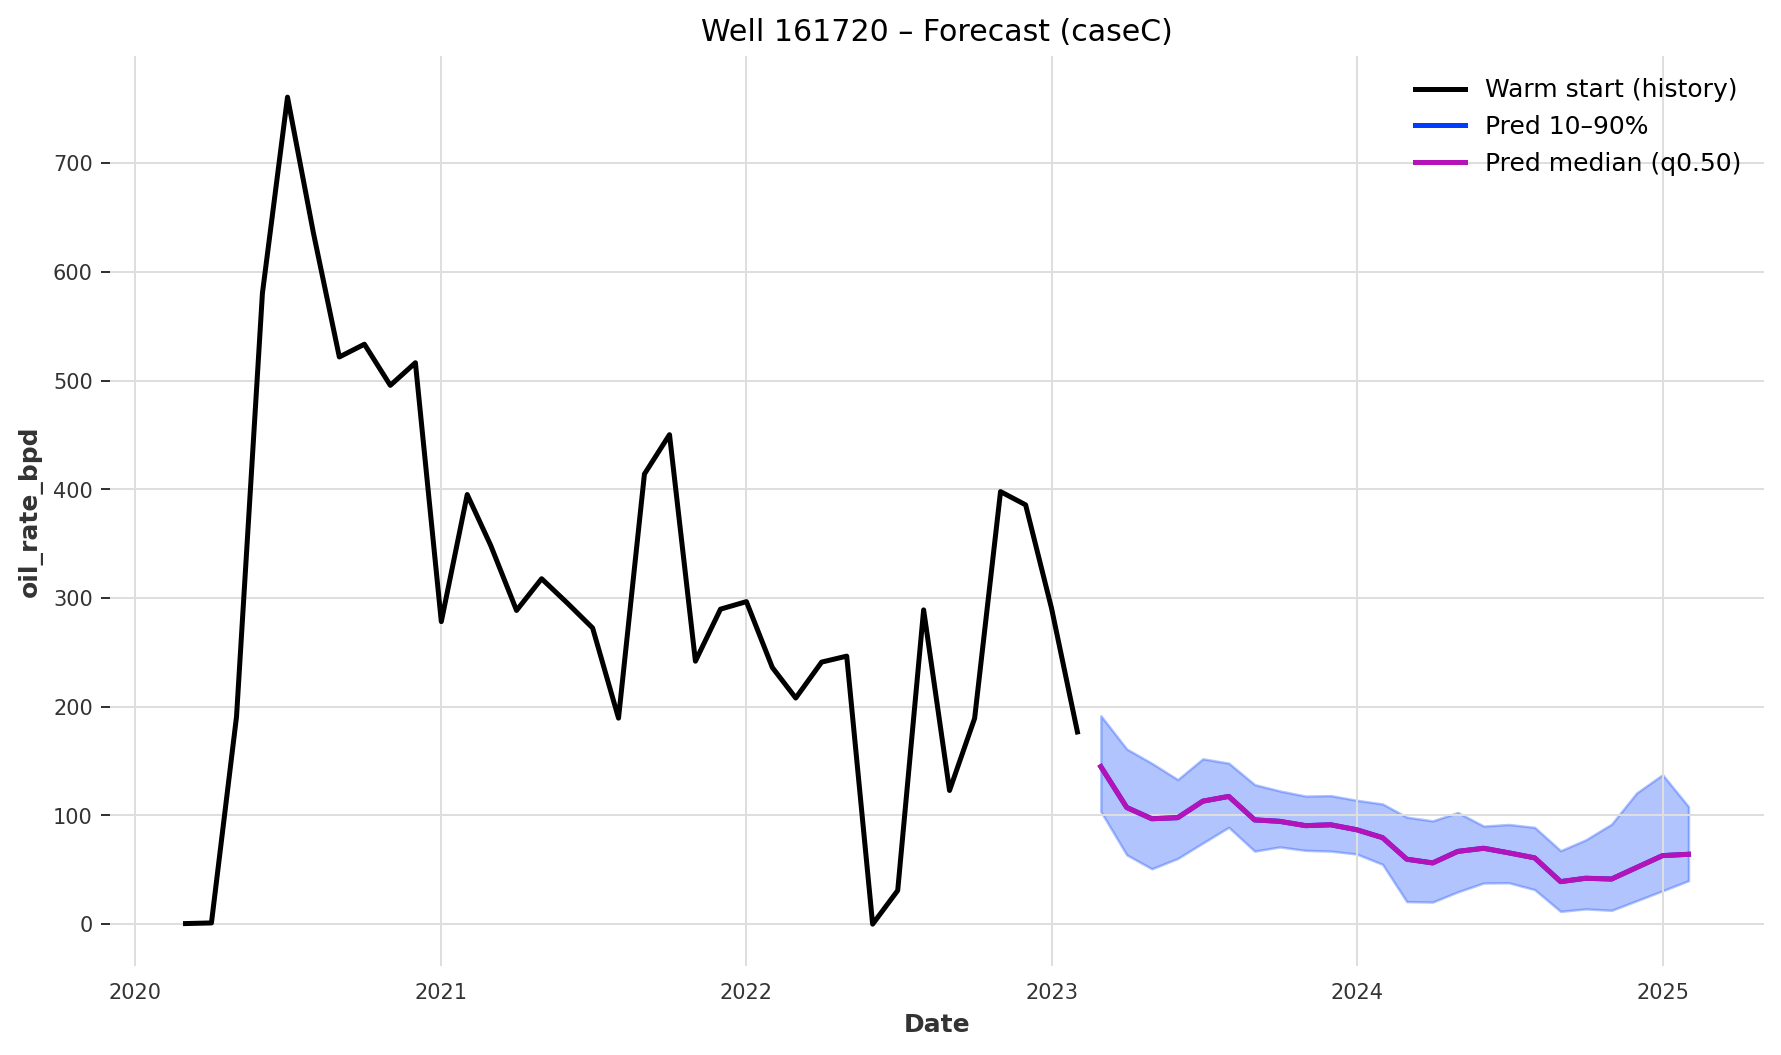 Well 161720 – Forecast (caseC)
Warm start (history)
Pred 10–90%
Pred median (q0.50)
oil_rate_bpd
700
600
500
400
300
200
100
0
2020
2021
2022
2023
2024
2025
Date